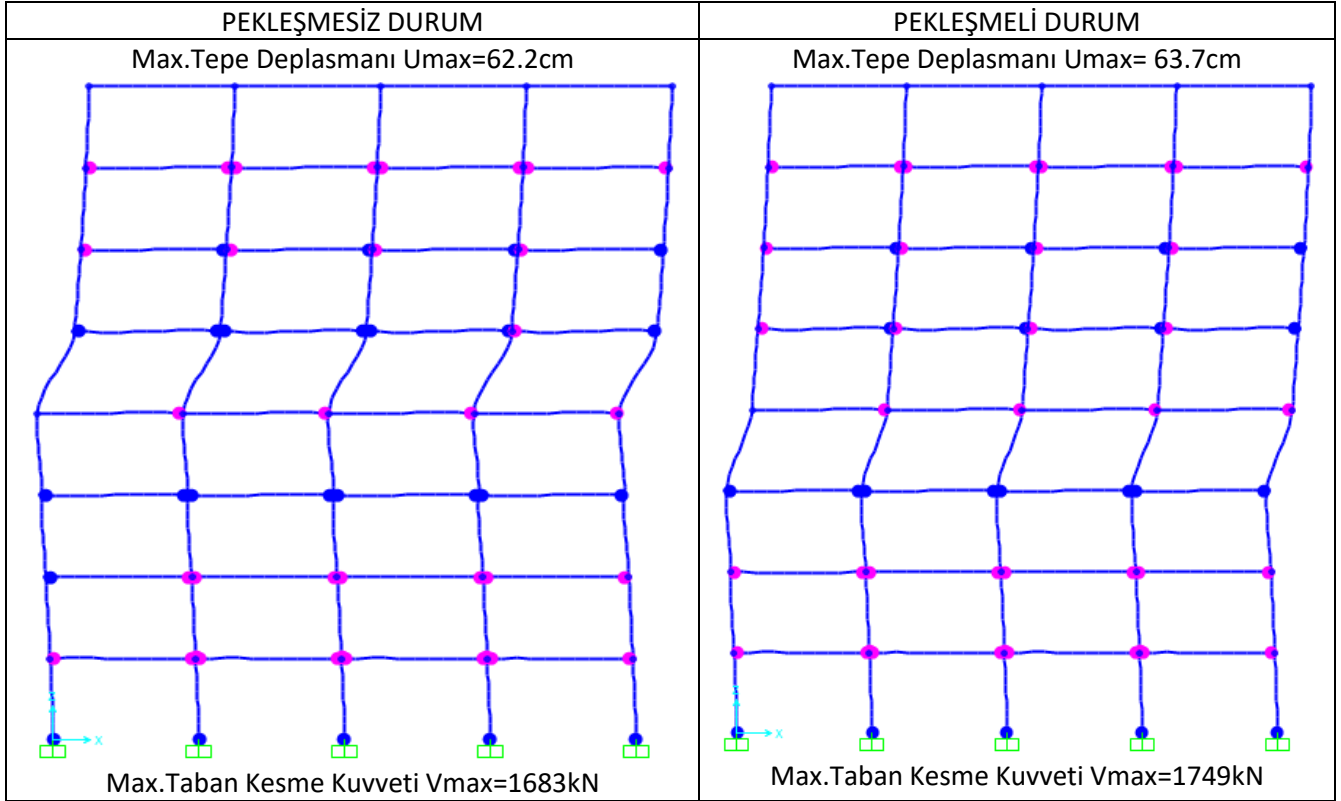 PEKLEŞMESİZ DURUM
Max.Tepe Deplasmanı Umax=62.2cm
X
Max.Taban Kesme Kuvveti Vmax=1683kN
PEKLEŞMELİ DURUM
Max.Tepe Deplasmanı Umax= 63.7cm
X
Max.Taban Kesme Kuvveti Vmax=1749kN